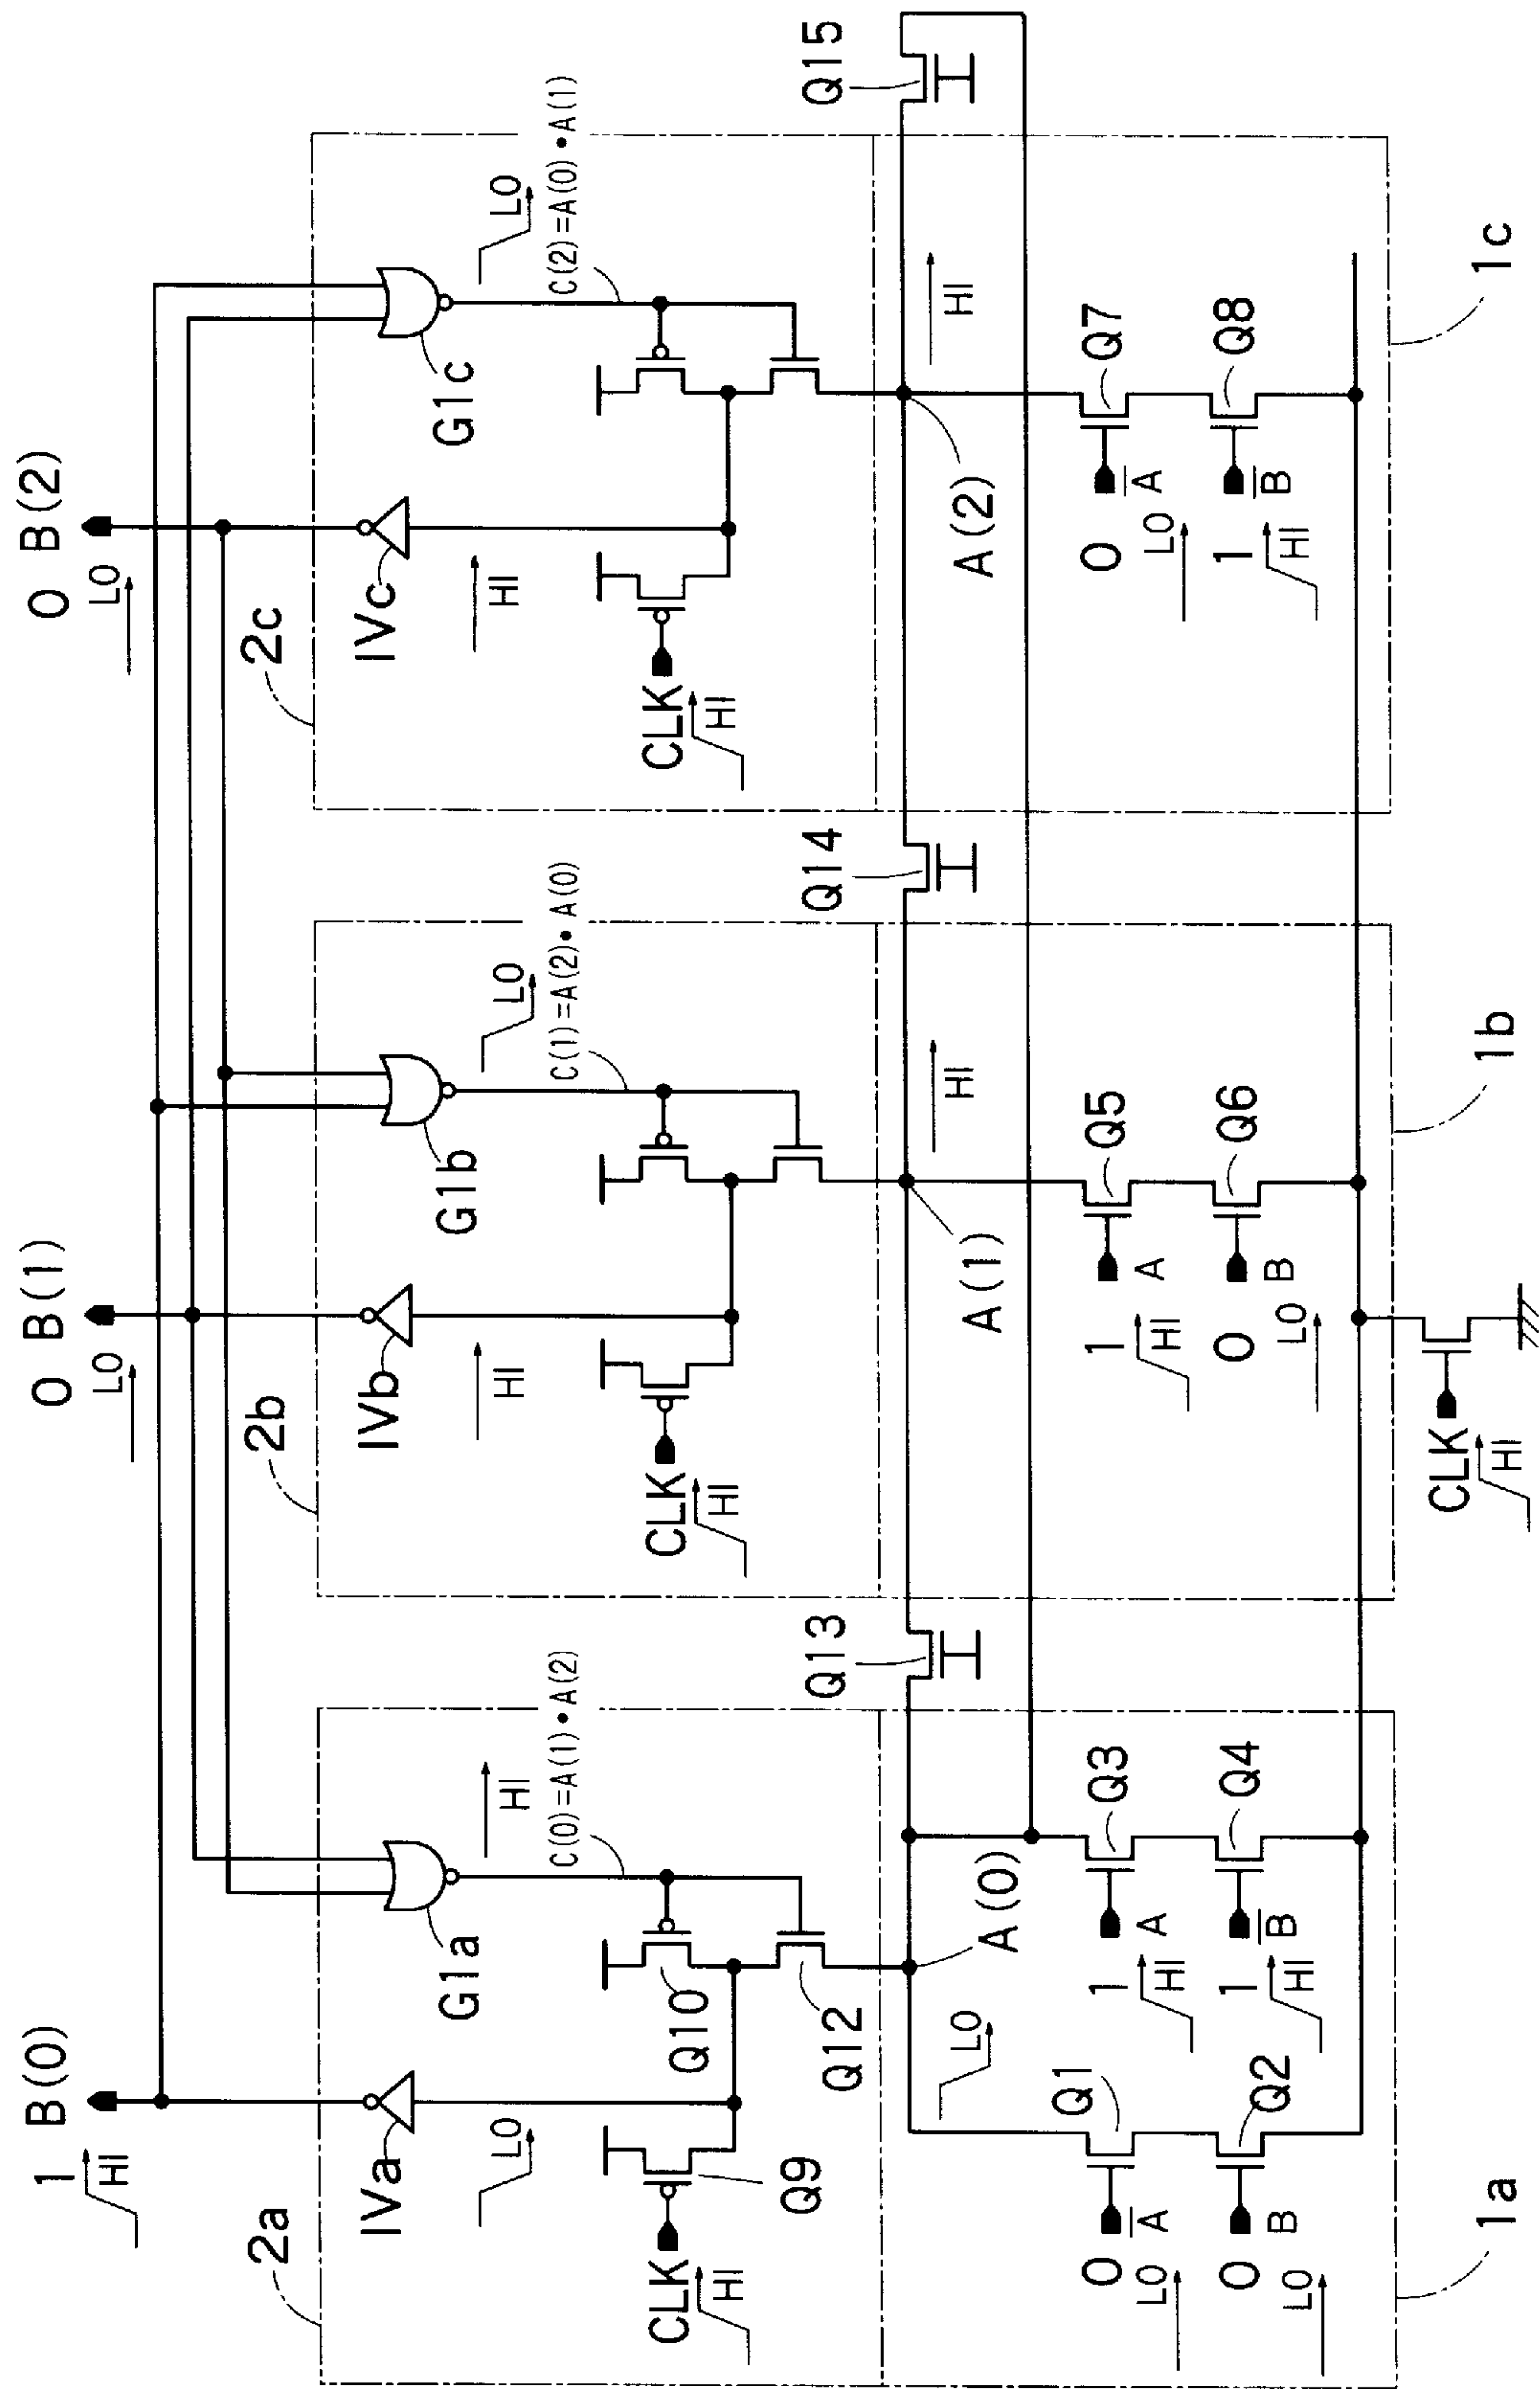 1 B(0)
HI
0 B(1)
LO
0 B(2)
LO
2a
IVa
LO
G1a
HI
C(0)=A(1)•A(2)
CLK
HI
Q9
Q10
Q12
2b
IVb
HI
G1b
LO
C(1)=A(2)•A(0)
CLK
HI
2c
IVc
HI
G1c
LO
C(2)=A(0)•A(1)
CLK
HI
Q13
Q14
Q15
LO
A(0)
A(1)
HI
A(2)
HI
0
A̅
LO
Q1
1
A
HI
Q3
1
A
HI
Q5
0
A̅
LO
Q7
0
B
LO
Q2
1
B̅
HI
Q4
0
B
LO
Q6
1
B̅
HI
Q8
CLK
HI
1a
1b
1c